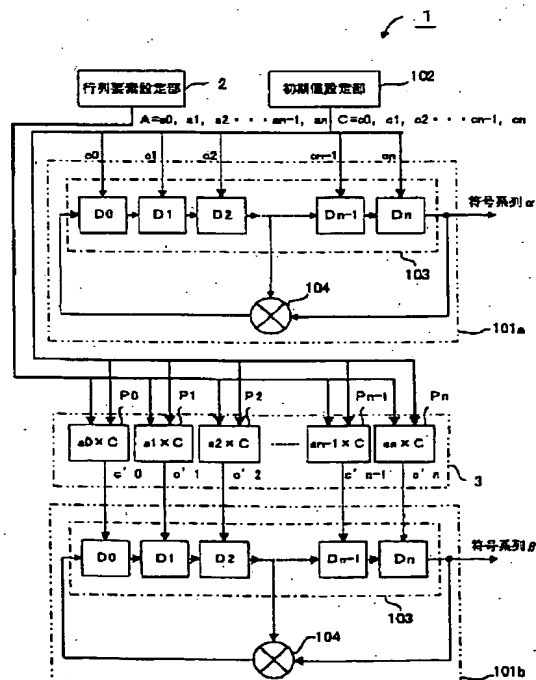 1
行列要素設定部
2
初期値設定部
102
A=a0, a1, a2・・・an-1, an C=c0, c1, c2・・・cn-1, cn
c0 c1 c2 cn-1 cn
D0 D1 D2 Dn-1 Dn
符号系列α
103
104
101a
P0 P1 P2 Pn-1 Pn
a0×C a1×C a2×C an-1×C an×C
c'0 c'1 c'2 c'n-1 c'n
3
D0 D1 D2 Dn-1 Dn
符号系列β
103
104
101b